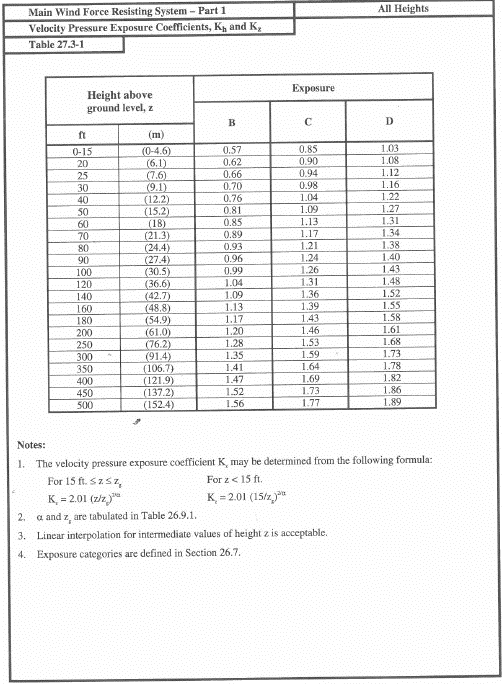 Main Wind Force Resisting System – Part 1 All Heights
Velocity Pressure Exposure Coefficients, Kh and Kz
Table 27.3-1
Height above ground level, z Exposure
B C D
ft (m)
0-15 (0-4.6) 0.57 0.85 1.03
20 (6.1) 0.62 0.90 1.08
25 (7.6) 0.66 0.94 1.12
30 (9.1) 0.70 0.98 1.16
40 (12.2) 0.76 1.04 1.22
50 (15.2) 0.81 1.09 1.27
60 (18) 0.85 1.13 1.31
70 (21.3) 0.89 1.17 1.34
80 (24.4) 0.93 1.21 1.38
90 (27.4) 0.96 1.24 1.40
100 (30.5) 0.99 1.26 1.43
120 (36.6) 1.04 1.31 1.48
140 (42.7) 1.09 1.36 1.52
160 (48.8) 1.13 1.39 1.55
180 (54.9) 1.17 1.43 1.58
200 (61.0) 1.20 1.46 1.61
250 (76.2) 1.28 1.53 1.68
300 (91.4) 1.35 1.59 1.73
350 (106.7) 1.41 1.64 1.78
400 (121.9) 1.47 1.69 1.82
450 (137.2) 1.52 1.73 1.86
500 (152.4) 1.56 1.77 1.89
Notes:
1. The velocity pressure exposure coefficient Kz may be determined from the following formula:
For 15 ft. ≤ z ≤ zg For z < 15 ft.
Kz = 2.01 (z/zg)^2/α Kz = 2.01 (15/zg)^2/α
2. α and zg are tabulated in Table 26.9.1.
3. Linear interpolation for intermediate values of height z is acceptable.
4. Exposure categories are defined in Section 26.7.